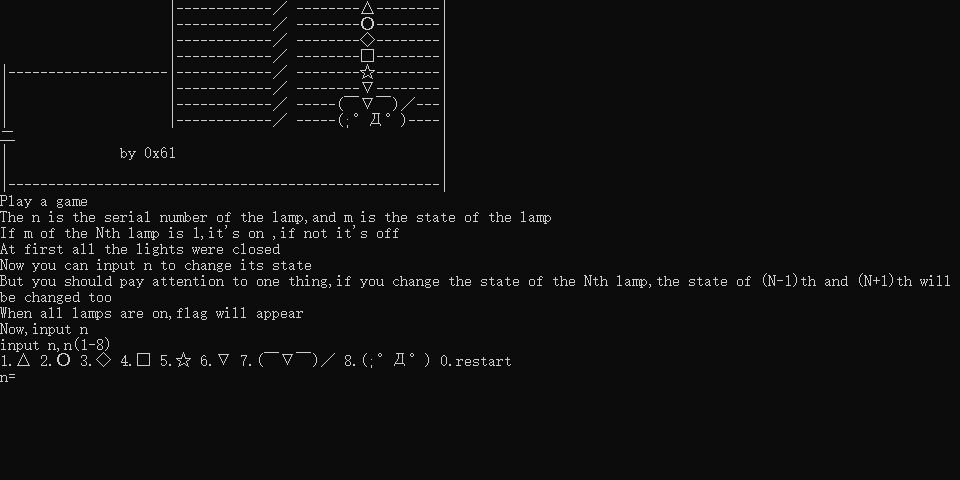 |------------／ --------△--------|
|------------／ --------○--------|
|------------／ --------◇--------|
|------------／ --------□--------|
|--------------------|------------／ --------☆--------|
|------------／ --------▽--------|
|------------／ -----(￣▽￣)／---|
|------------／ -----(;° Д° )----|
二
by 0x61
|------------------------------------------------------|
Play a game
The n is the serial number of the lamp,and m is the state of the lamp
If m of the Nth lamp is 1,it's on ,if not it's off
At first all the lights were closed
Now you can input n to change its state
But you should pay attention to one thing,if you change the state of the Nth lamp,the state of (N-1)th and (N+1)th will
be changed too
When all lamps are on,flag will appear
Now,input n
input n,n(1-8)
1.△ 2.○ 3.◇ 4.□ 5.☆ 6.▽ 7.(￣▽￣)／ 8.(;° Д° ) 0.restart
n=